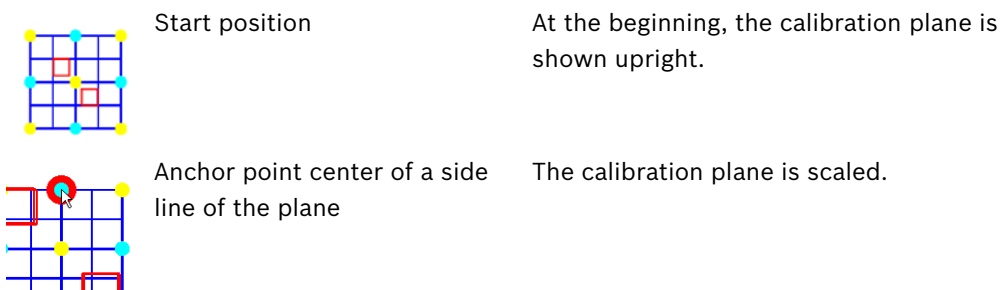 Start position
At the beginning, the calibration plane is
shown upright.
Anchor point center of a side
line of the plane
The calibration plane is scaled.